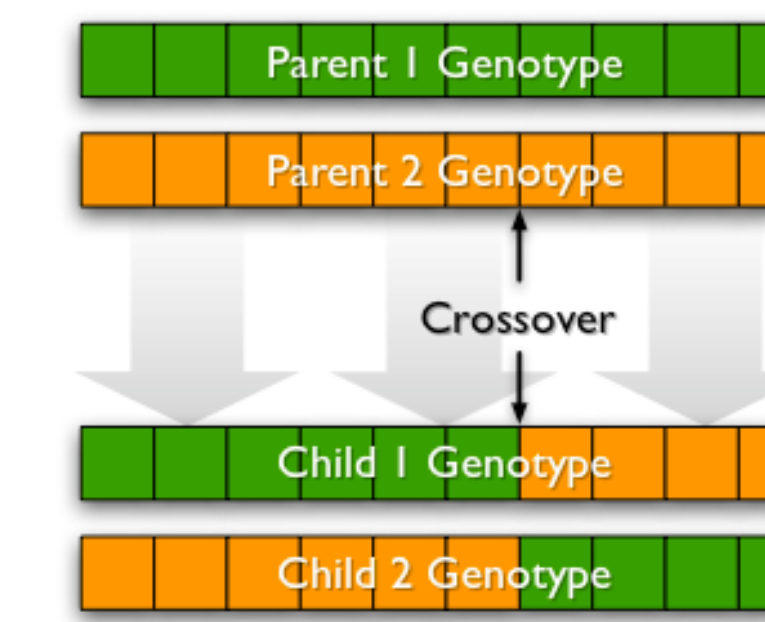 Parent 1 Genotype
Parent 2 Genotype
Crossover
Child 1 Genotype
Child 2 Genotype